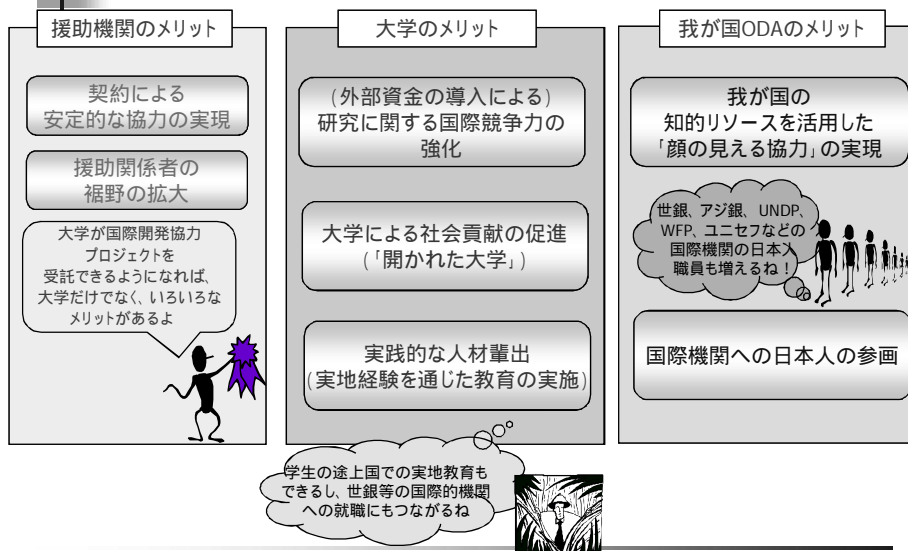 援助機関のメリット
契約による
安定的な協力の実現
援助関係者の
裾野の拡大
大学が国際開発協力
プロジェクトを
受託できるようになれば、
大学だけでなく、いろいろな
メリットがあるよ
大学のメリット
(外部資金の導入による)
研究に関する国際競争力の
強化
大学による社会貢献の促進
(「開かれた大学」)
実践的な人材輩出
(実地経験を通じた教育の実施)
学生の途上国での実地教育も
できるし、世銀等の国際的機関
への就職にもつながるね
我が国ODAのメリット
我が国の
知的リソースを活用した
「顔の見える協力」の実現
世銀、アジ銀、UNDP、
WFP、ユニセフなどの
国際機関の日本人
職員も増えるね!
国際機関への日本人の参画